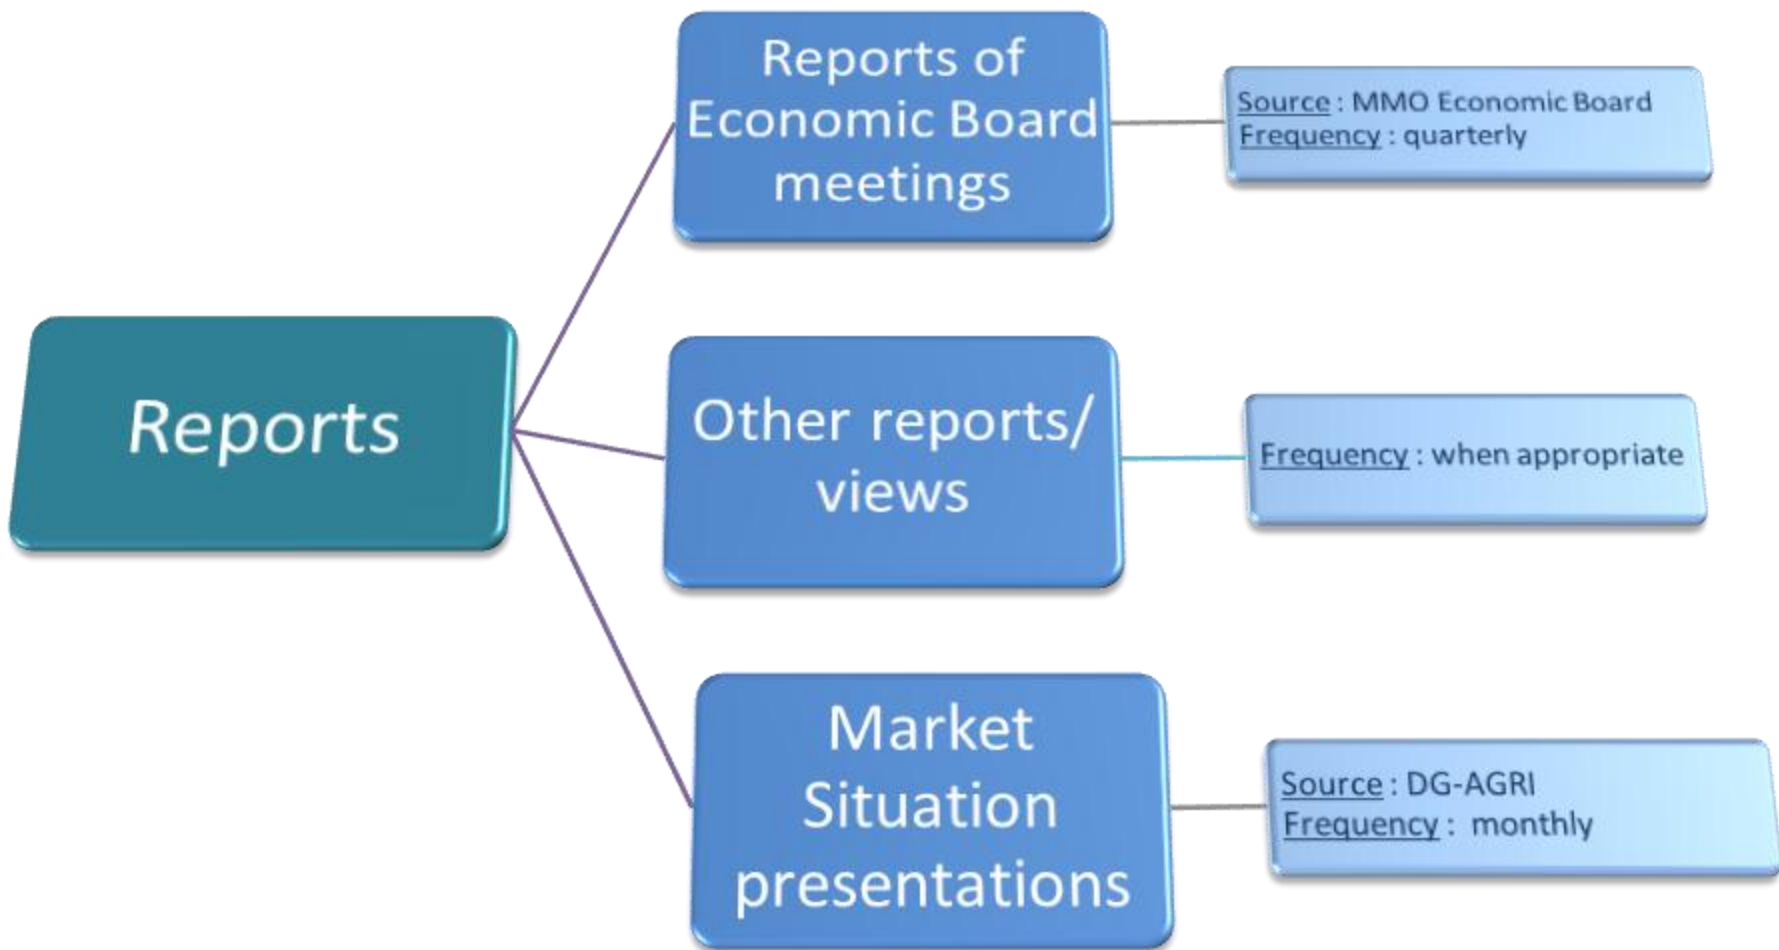 Reports
Reports of
Economic Board
meetings
Source : MMO Economic Board
Frequency : quarterly
Other reports/
views
Frequency : when appropriate
Market
Situation
presentations
Source : DG-AGRI
Frequency :  monthly